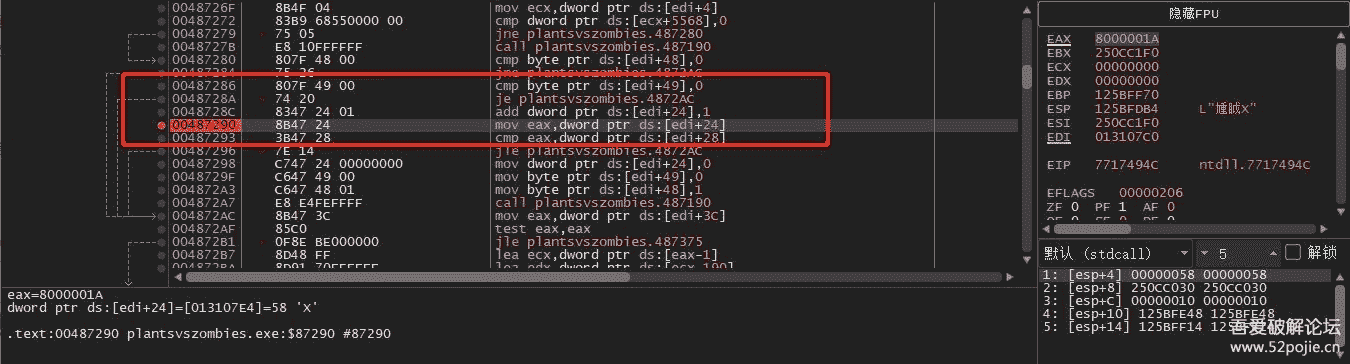 0048726F 8B4F 04 mov ecx,dword ptr ds:[edi+4]
00487272 83B9 68550000 00 cmp dword ptr ds:[ecx+5568],0
00487279 75 05 jne plantsvszombies.487280
0048727B E8 10FFFFFF call plantsvszombies.487190
00487280 807F 48 00 cmp byte ptr ds:[edi+48],0
00487284 75 26 jne plantsvszombies.4872AC
00487286 807F 49 00 cmp byte ptr ds:[edi+49],0
0048728A 74 20 je plantsvszombies.4872AC
0048728C 8347 24 01 add dword ptr ds:[edi+24],1
00487290 8B47 24 mov eax,dword ptr ds:[edi+24]
00487293 3B47 28 cmp eax,dword ptr ds:[edi+28]
00487296 7E 14 jle plantsvszombies.4872AC
00487298 C747 24 00000000 mov dword ptr ds:[edi+24],0
0048729F C647 49 00 mov byte ptr ds:[edi+49],0
004872A3 C647 48 01 mov byte ptr ds:[edi+48],1
004872A7 E8 E4FEFFFF call plantsvszombies.487190
004872AC 8B47 3C mov eax,dword ptr ds:[edi+3C]
004872AF 85C0 test eax,eax
004872B1 0F8E BE000000 jle plantsvszombies.487375
004872B7 8D48 FF lea ecx,dword ptr ds:[eax-1]
eax=8000001A
dword ptr ds:[edi+24]=[013107E4]=58 'X'
.text:00487290 plantsvszombies.exe:$87290 #87290
隐藏FPU
EAX 8000001A
EBX 250CC1F0
ECX 00000000
EDX 00000000
EBP 125BFF70
ESP 125BFDB4
ESI 250CC1F0
EDI 013107C0
EIP 7717494C ntdll.7717494C
EFLAGS 00000206
ZF 0 PF 1 AF 0
默认 (stdcall) 5 解锁
1: [esp+4] 00000058 00000058
2: [esp+8] 250CC030 250CC030
3: [esp+C] 00000010 00000010
4: [esp+10] 125BFE48 125BFE48
5: [esp+14] 125BFF14
吾爱破解论坛
www.52pojie.cn